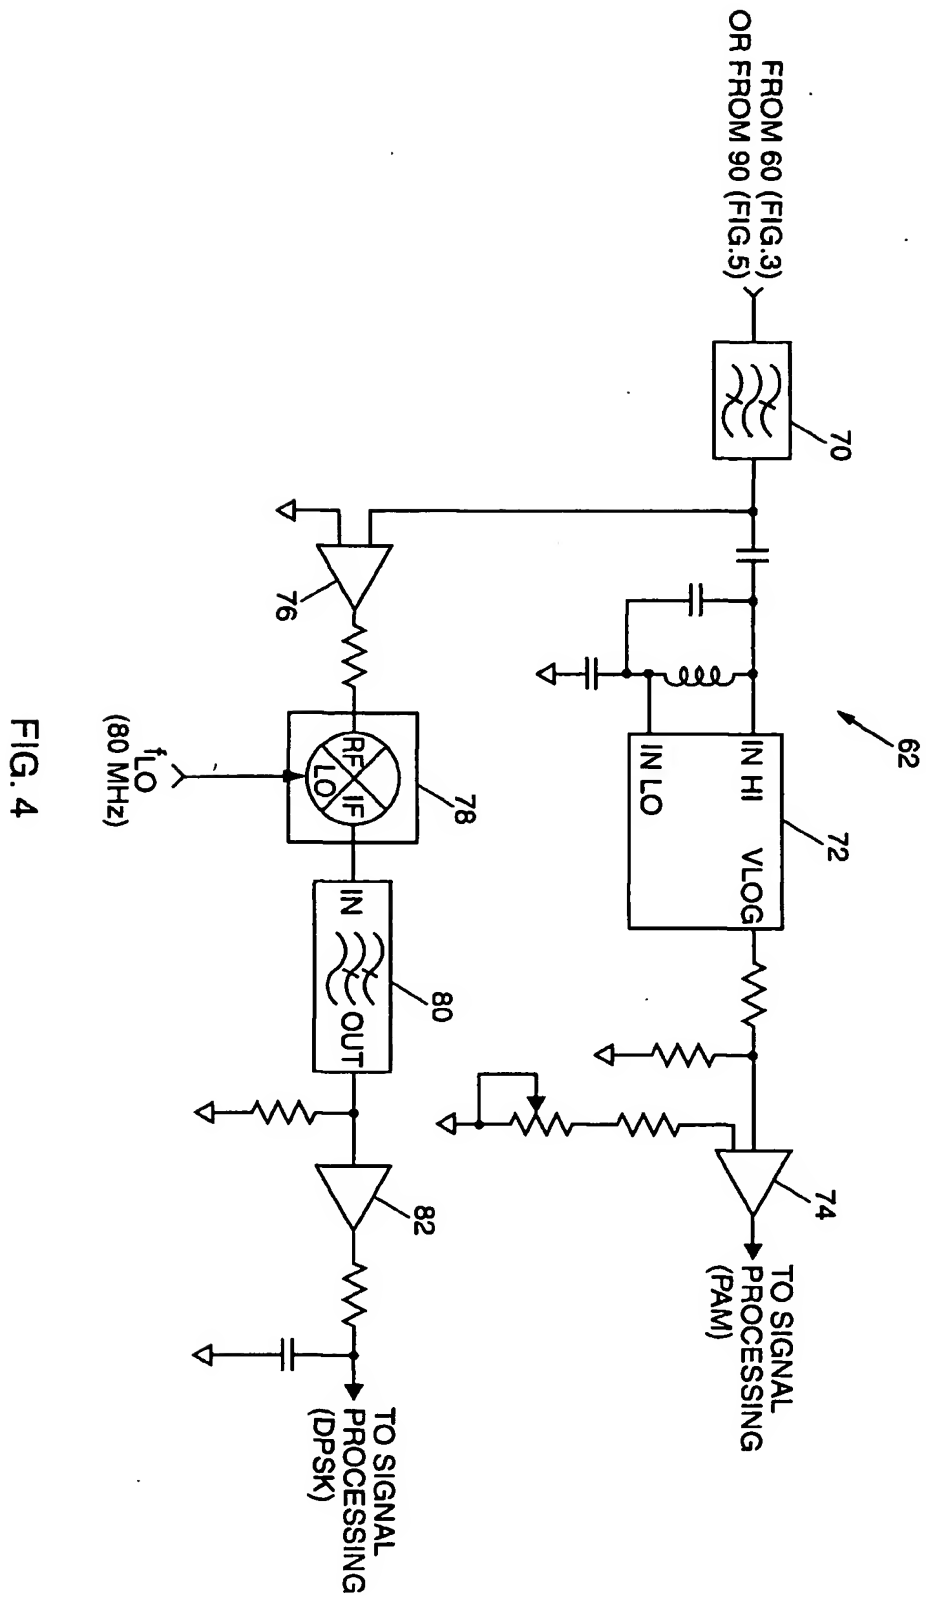 FROM 60 (FIG.3)
OR FROM 90 (FIG.5)
70
62
IN HI
VLOG
IN LO
72
74
TO SIGNAL
PROCESSING
(PAM)
76
RF
IF
LO
78
fLO
(80 MHz)
IN
OUT
80
82
TO SIGNAL
PROCESSING
(DPSK)
FIG. 4